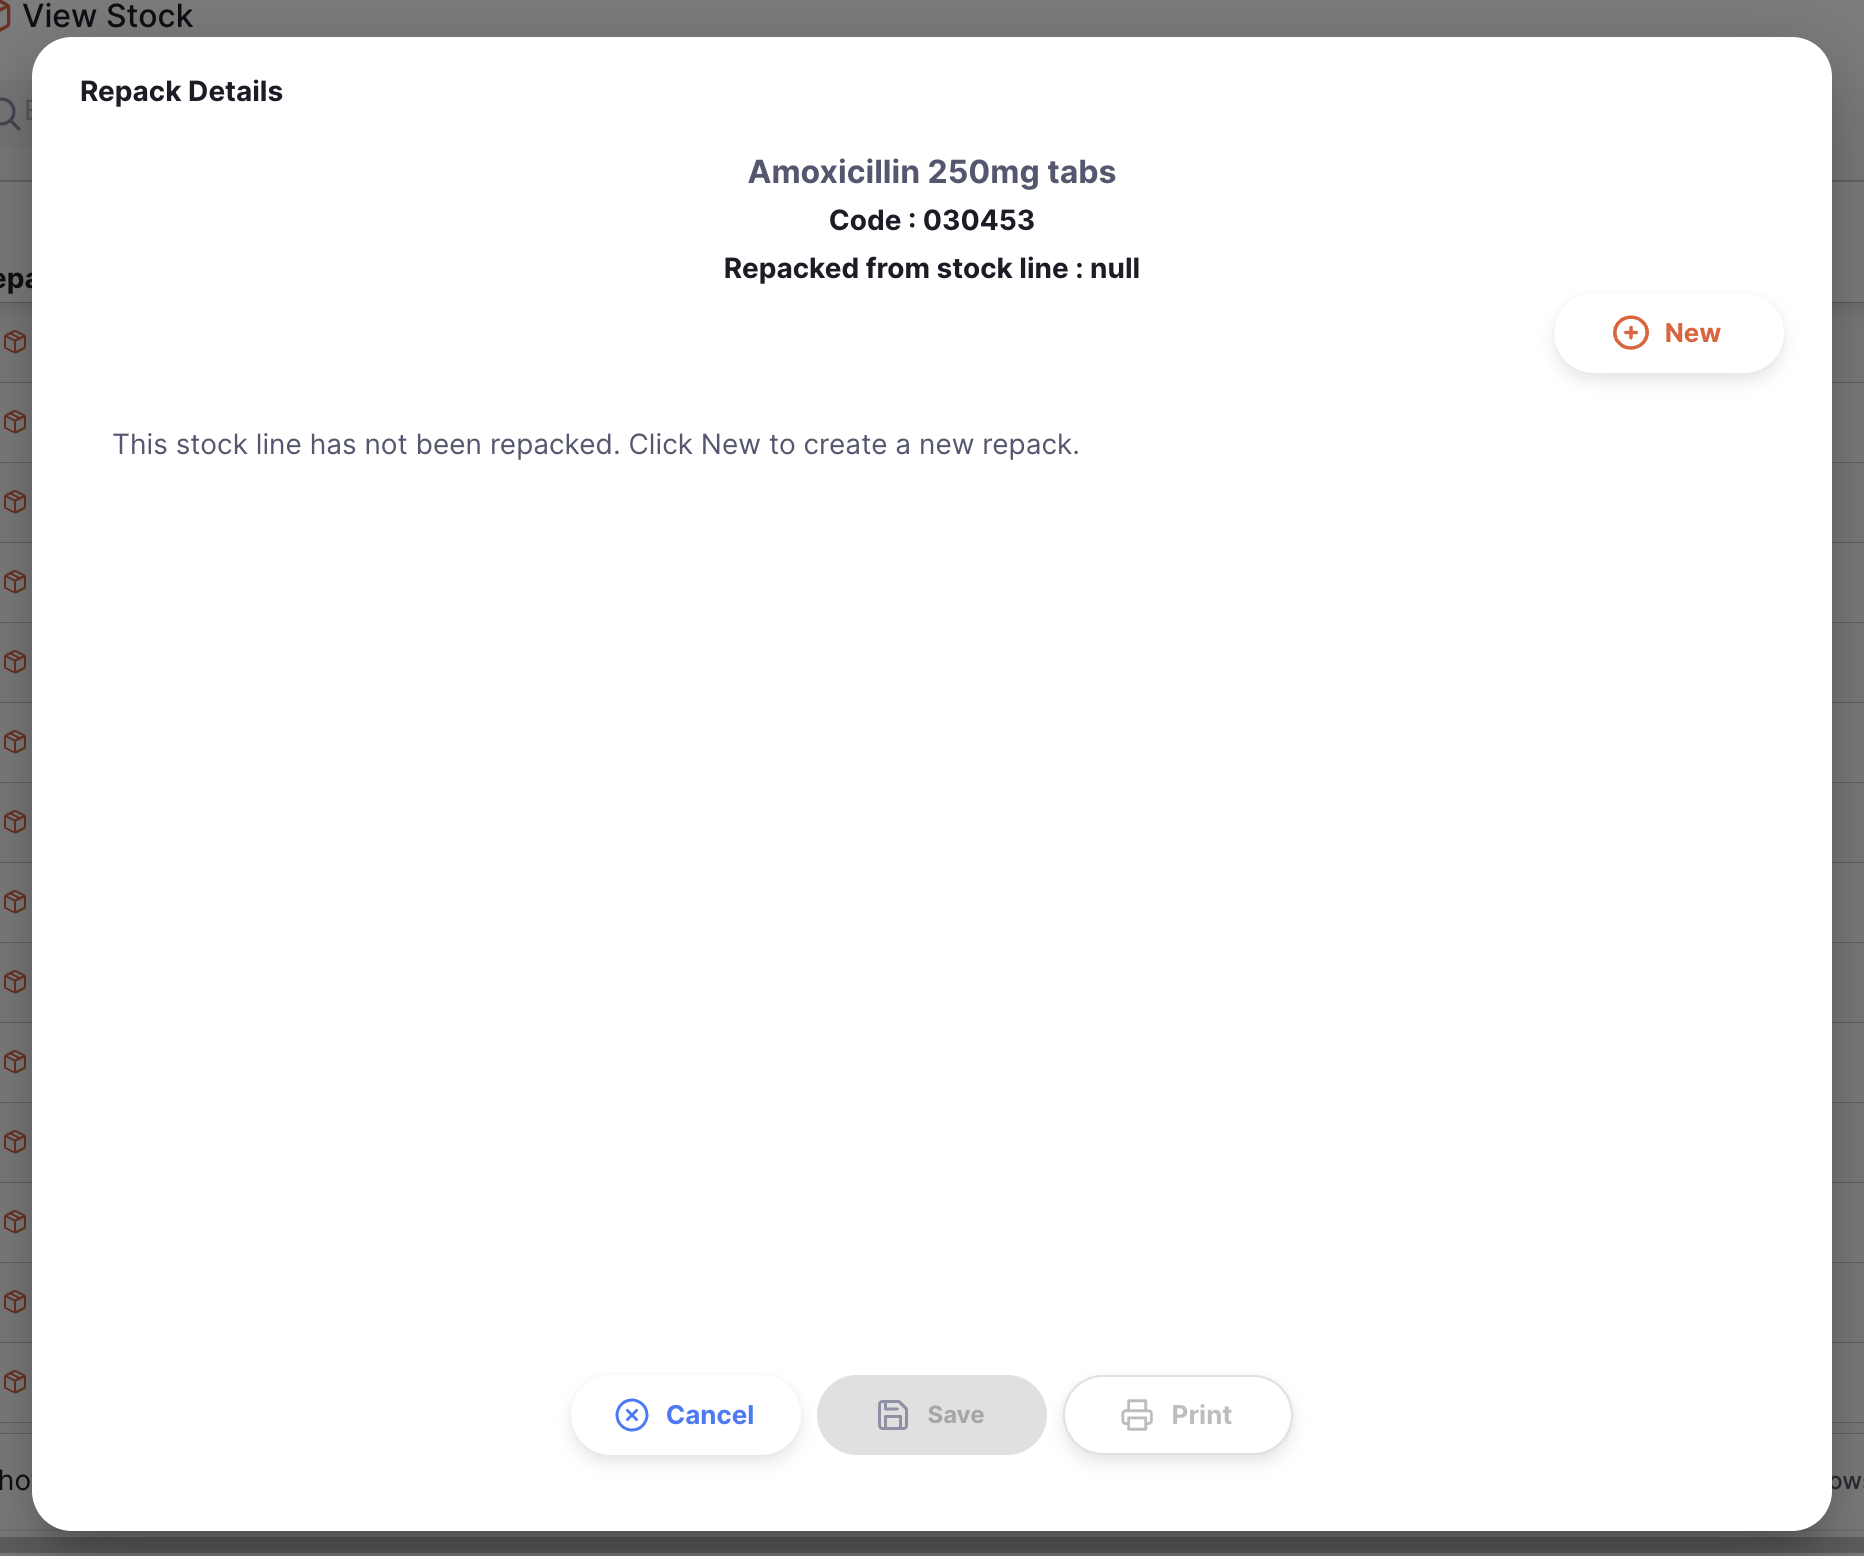 View Stock
Repack Details
Amoxicillin 250mg tabs
Code : 030453
Repacked from stock line : null
New
This stock line has not been repacked. Click New to create a new repack.
Cancel
Save
Print